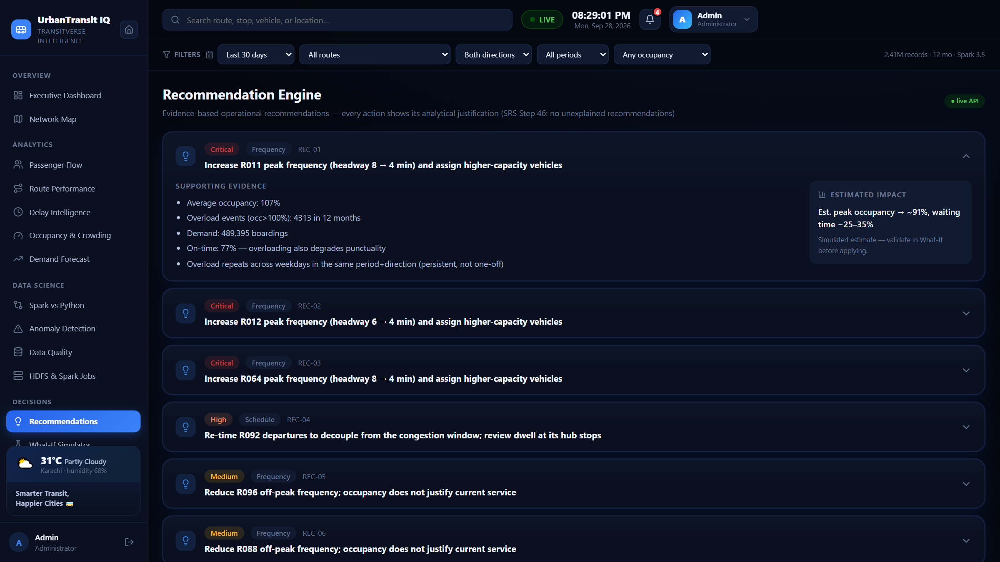 UrbanTransit IQ
TRANSITVERSE
INTELLIGENCE
OVERVIEW
Executive Dashboard
Network Map
ANALYTICS
Passenger Flow
Route Performance
Delay Intelligence
Occupancy & Crowding
Demand Forecast
DATA SCIENCE
Spark vs Python
Anomaly Detection
Data Quality
HDFS & Spark Jobs
DECISIONS
Recommendations
What-If Simulator
31°C Partly Cloudy
Karachi · humidity 68%
Smarter Transit,
Happier Cities
A
Admin
Administrator
Search route, stop, vehicle, or location...
LIVE
08:29:01 PM
Mon, Sep 28, 2026
4
A
Admin
Administrator
FILTERS
Last 30 days
All routes
Both directions
All periods
Any occupancy
2.41M records · 12 mo · Spark 3.5
Recommendation Engine
Evidence-based operational recommendations — every action shows its analytical justification (SRS Step 46: no unexplained recommendations)
● live API
Critical Frequency REC-01
Increase R011 peak frequency (headway 8 → 4 min) and assign higher-capacity vehicles
SUPPORTING EVIDENCE
• Average occupancy: 107%
• Overload events (occ>100%): 4313 in 12 months
• Demand: 489,395 boardings
• On-time: 77% — overloading also degrades punctuality
• Overload repeats across weekdays in the same period+direction (persistent, not one-off)
ESTIMATED IMPACT
Est. peak occupancy → ~91%, waiting
time −25–35%
Simulated estimate — validate in What-If
before applying.
Critical Frequency REC-02
Increase R012 peak frequency (headway 6 → 4 min) and assign higher-capacity vehicles
Critical Frequency REC-03
Increase R064 peak frequency (headway 8 → 4 min) and assign higher-capacity vehicles
High Schedule REC-04
Re-time R092 departures to decouple from the congestion window; review dwell at its hub stops
Medium Frequency REC-05
Reduce R096 off-peak frequency; occupancy does not justify current service
Medium Frequency REC-06
Reduce R088 off-peak frequency; occupancy does not justify current service